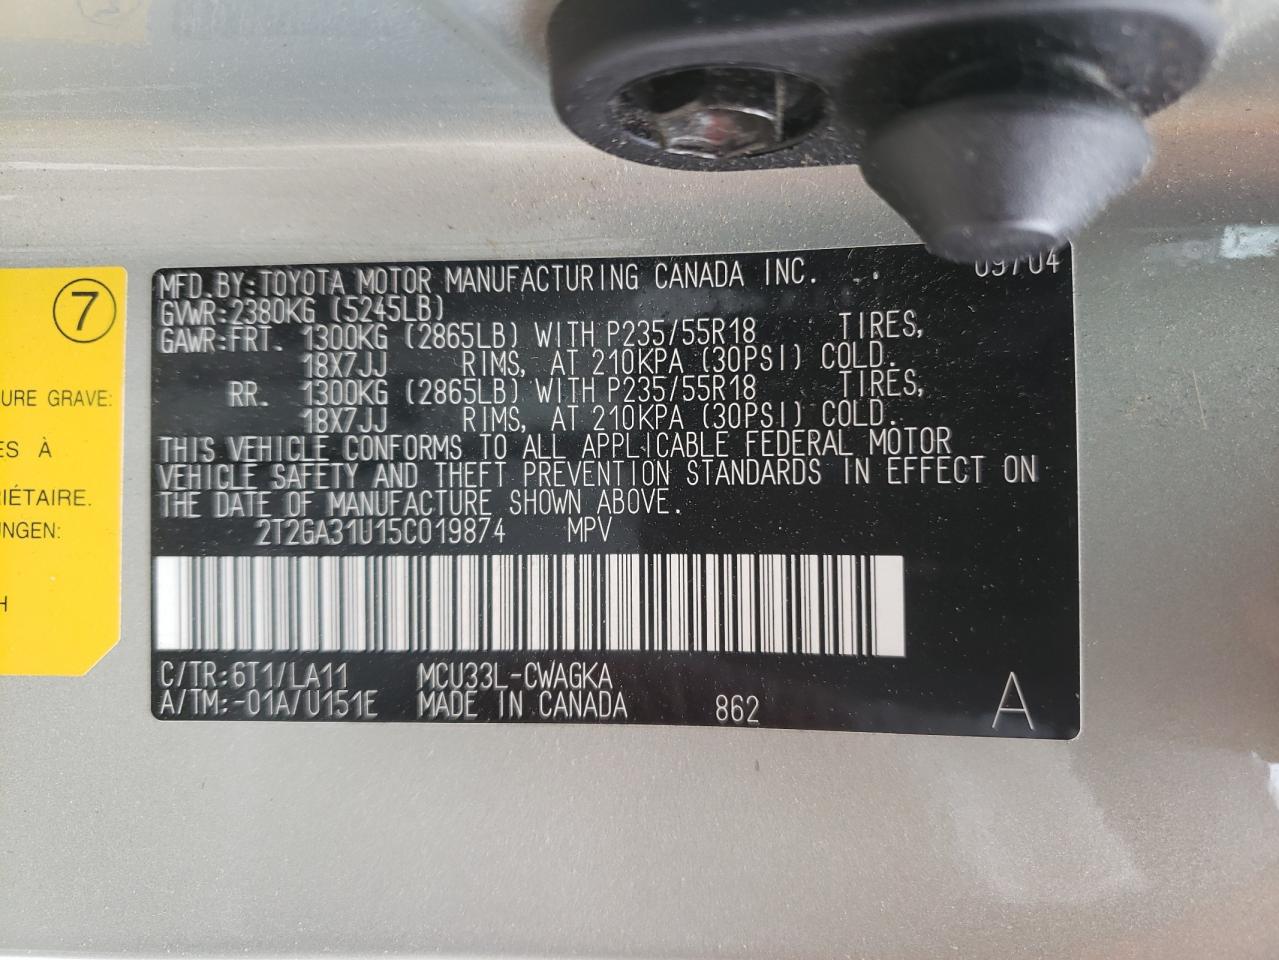 MFD. BY: TOYOTA MOTOR MANUFACTURING CANADA INC. 09/04
GVWR: 2380KG (5245LB)
GAWR: FRT. 1300KG (2865LB) WITH P235/55R18 TIRES,
18X7JJ RIMS, AT 210KPA (30PSI) COLD.
RR. 1300KG (2865LB) WITH P235/55R18 TIRES,
18X7JJ RIMS, AT 210KPA (30PSI) COLD.
THIS VEHICLE CONFORMS TO ALL APPLICABLE FEDERAL MOTOR
VEHICLE SAFETY AND THEFT PREVENTION STANDARDS IN EFFECT ON
THE DATE OF MANUFACTURE SHOWN ABOVE.
2T2GA31U15C019874 MPV
C/TR: 6T1/LA11 MCU33L-CWAGKA
A/TM: -01A/U151E MADE IN CANADA 862 A
7
URE GRAVE:
ES À
RIÉTAIRE.
UNGEN:
H